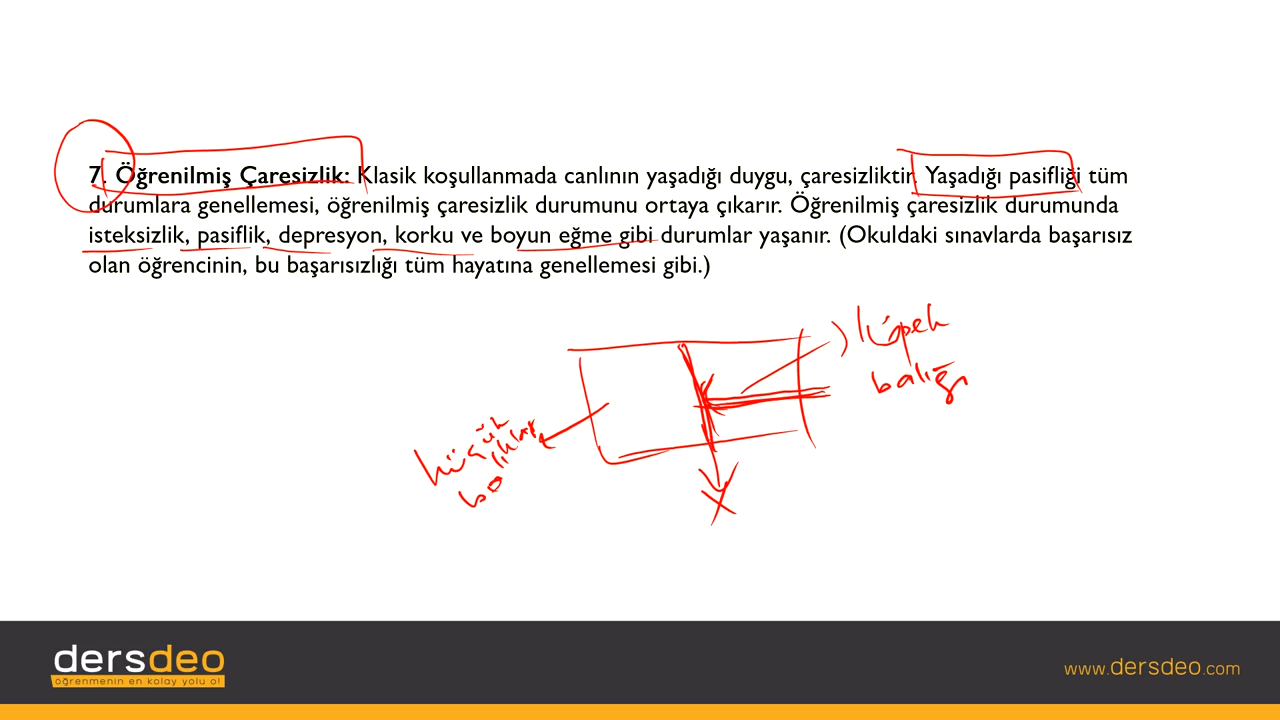 7. Öğrenilmiş Çaresizlik: Klasik koşullanmada canlının yaşadığı duygu, çaresizliktir. Yaşadığı pasifliği tüm
durumlara genellemesi, öğrenilmiş çaresizlik durumunu ortaya çıkarır. Öğrenilmiş çaresizlik durumunda
isteksizlik, pasiflik, depresyon, korku ve boyun eğme gibi durumlar yaşanır. (Okuldaki sınavlarda başarısız
olan öğrencinin, bu başarısızlığı tüm hayatına genellemesi gibi.)
köpek
balığı
küçük
balıklar
dersdeo
öğrenmenin en kolay yolu o!
www.dersdeo.com